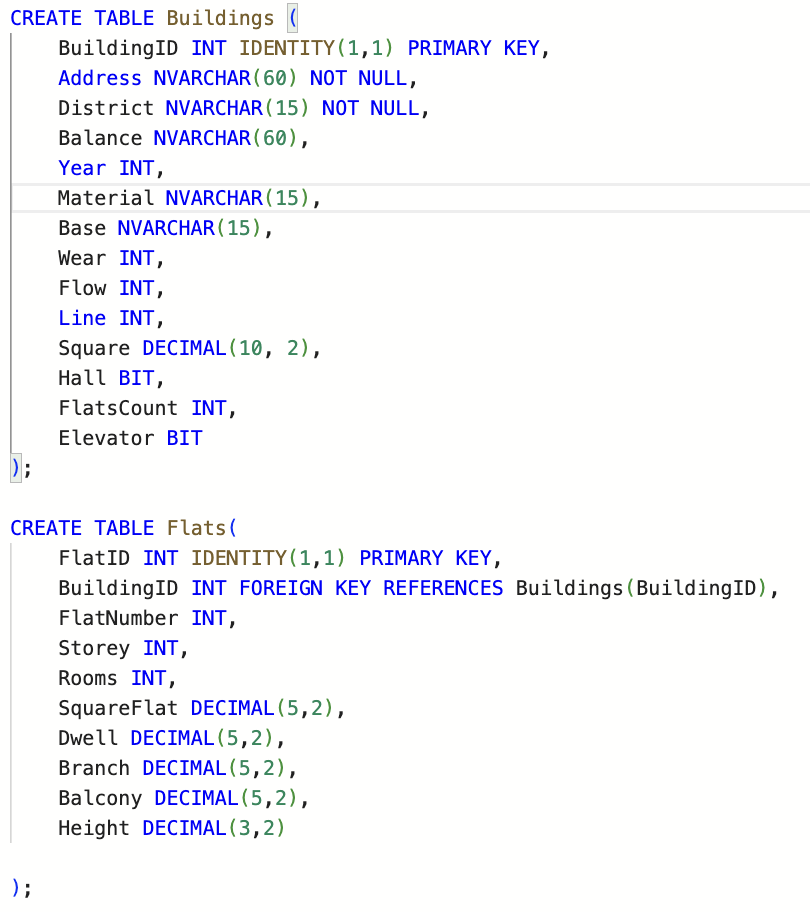 CREATE TABLE Buildings (
    BuildingID INT IDENTITY(1,1) PRIMARY KEY,
    Address NVARCHAR(60) NOT NULL,
    District NVARCHAR(15) NOT NULL,
    Balance NVARCHAR(60),
    Year INT,
    Material NVARCHAR(15),
    Base NVARCHAR(15),
    Wear INT,
    Flow INT,
    Line INT,
    Square DECIMAL(10, 2),
    Hall BIT,
    FlatsCount INT,
    Elevator BIT
);
CREATE TABLE Flats(
    FlatID INT IDENTITY(1,1) PRIMARY KEY,
    BuildingID INT FOREIGN KEY REFERENCES Buildings(BuildingID),
    FlatNumber INT,
    Storey INT,
    Rooms INT,
    SquareFlat DECIMAL(5,2),
    Dwell DECIMAL(5,2),
    Branch DECIMAL(5,2),
    Balcony DECIMAL(5,2),
    Height DECIMAL(3,2)
);